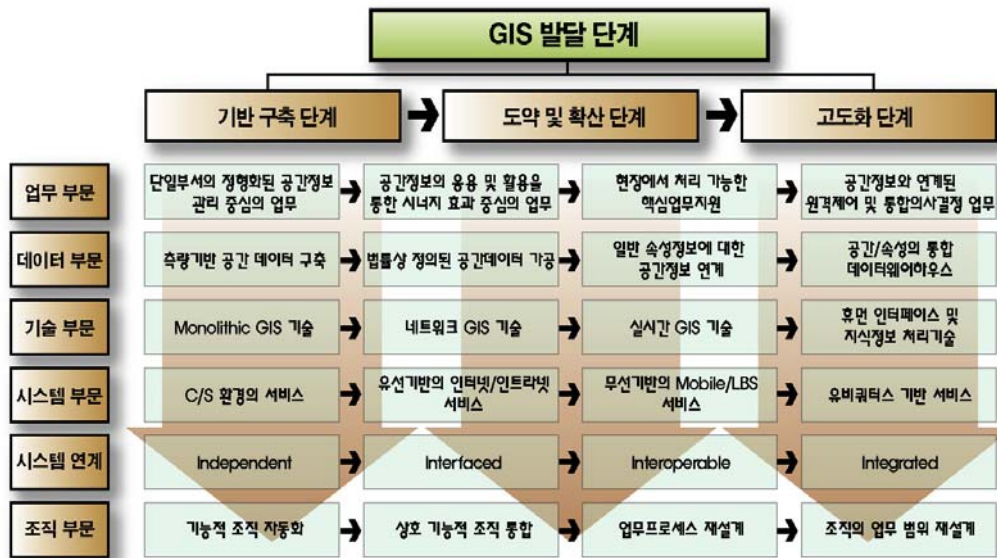 GIS 발달 단계
기반 구축 단계
도약 및 확산 단계
고도화 단계
업무 부문
단일부서의 정형화된 공간정보
관리 중심의 업무
공간정보의 응용 및 활용을
통한 시너지 효과 중심의 업무
현장에서 처리 가능한
핵심업무지원
공간정보와 연계된
원격제어 및 통합의사결정 업무
데이터 부문
측량기반 공간 데이터 구축
법률상 정의된 공간데이터 가공
일반 속성정보에 대한
공간정보 연계
공간/속성의 통합
데이터웨어하우스
기술 부문
Monolithic GIS 기술
네트워크 GIS 기술
실시간 GIS 기술
휴먼 인터페이스 및
지식정보 처리기술
시스템 부문
C/S 환경의 서비스
유선기반의 인터넷/인트라넷
서비스
무선기반의 Mobile/LBS
서비스
유비쿼터스 기반 서비스
시스템 연계
Independent
Interfaced
Interoperable
Integrated
조직 부문
기능적 조직 자동화
상호 기능적 조직 통합
업무프로세스 재설계
조직의 업무 범위 재설계